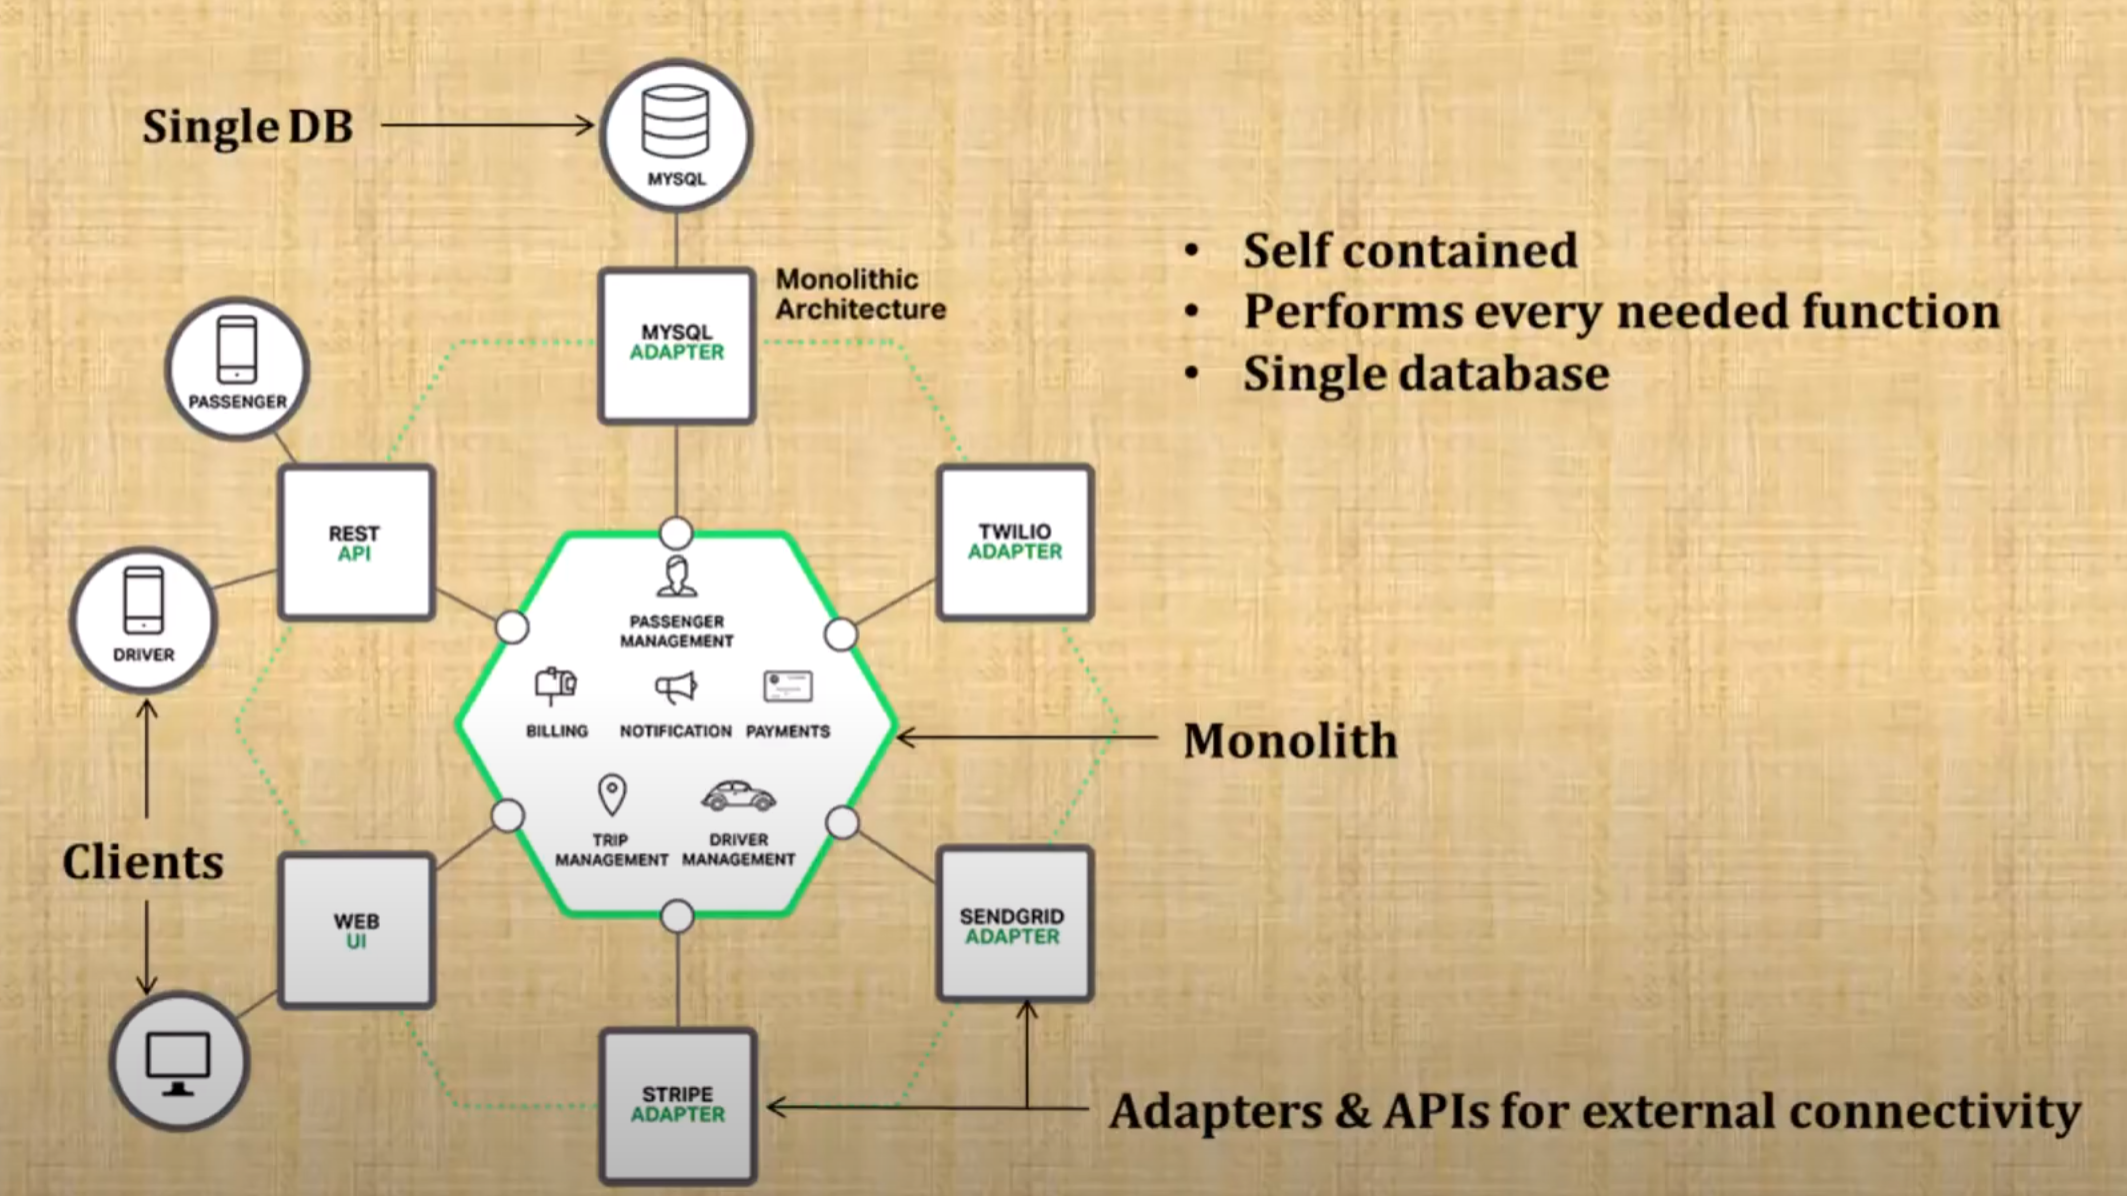 Single DB
MYSQL
Monolithic
Architecture
MYSQL
ADAPTER
• Self contained
• Performs every needed function
• Single database
PASSENGER
REST
API
TWILIO
ADAPTER
DRIVER
PASSENGER
MANAGEMENT
BILLING
NOTIFICATION
PAYMENTS
Monolith
TRIP
MANAGEMENT
DRIVER
MANAGEMENT
Clients
WEB
UI
SENDGRID
ADAPTER
STRIPE
ADAPTER
Adapters & APIs for external connectivity